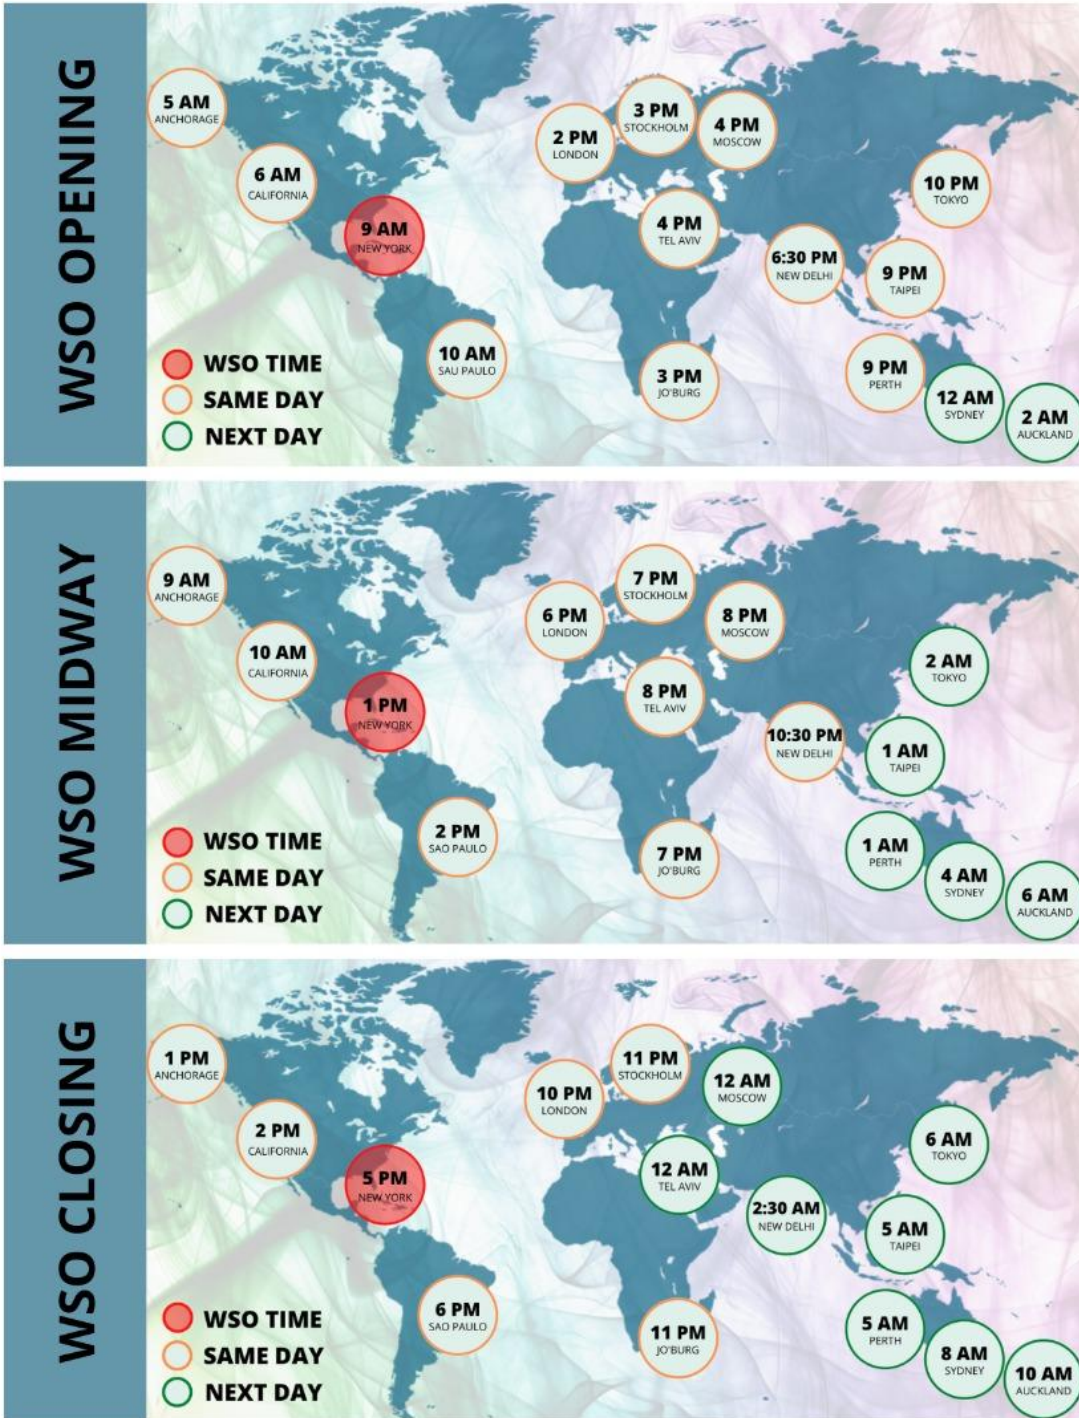 WSO OPENING
5 AM
ANCHORAGE
6 AM
CALIFORNIA
9 AM
NEW YORK
10 AM
SAU PAULO
2 PM
LONDON
3 PM
STOCKHOLM
4 PM
MOSCOW
4 PM
TEL AVIV
3 PM
JO'BURG
6:30 PM
NEW DELHI
10 PM
TOKYO
9 PM
TAIPEI
9 PM
PERTH
12 AM
SYDNEY
2 AM
AUCKLAND
WSO TIME
SAME DAY
NEXT DAY
WSO MIDWAY
9 AM
ANCHORAGE
10 AM
CALIFORNIA
1 PM
NEW YORK
2 PM
SAO PAULO
6 PM
LONDON
7 PM
STOCKHOLM
8 PM
MOSCOW
8 PM
TEL AVIV
7 PM
JO'BURG
10:30 PM
NEW DELHI
2 AM
TOKYO
1 AM
TAIPEI
1 AM
PERTH
4 AM
SYDNEY
6 AM
AUCKLAND
WSO TIME
SAME DAY
NEXT DAY
WSO CLOSING
1 PM
ANCHORAGE
2 PM
CALIFORNIA
5 PM
NEW YORK
6 PM
SAO PAULO
10 PM
LONDON
11 PM
STOCKHOLM
12 AM
MOSCOW
12 AM
TEL AVIV
11 PM
JO'BURG
2:30 AM
NEW DELHI
6 AM
TOKYO
5 AM
TAIPEI
5 AM
PERTH
8 AM
SYDNEY
10 AM
AUCKLAND
WSO TIME
SAME DAY
NEXT DAY